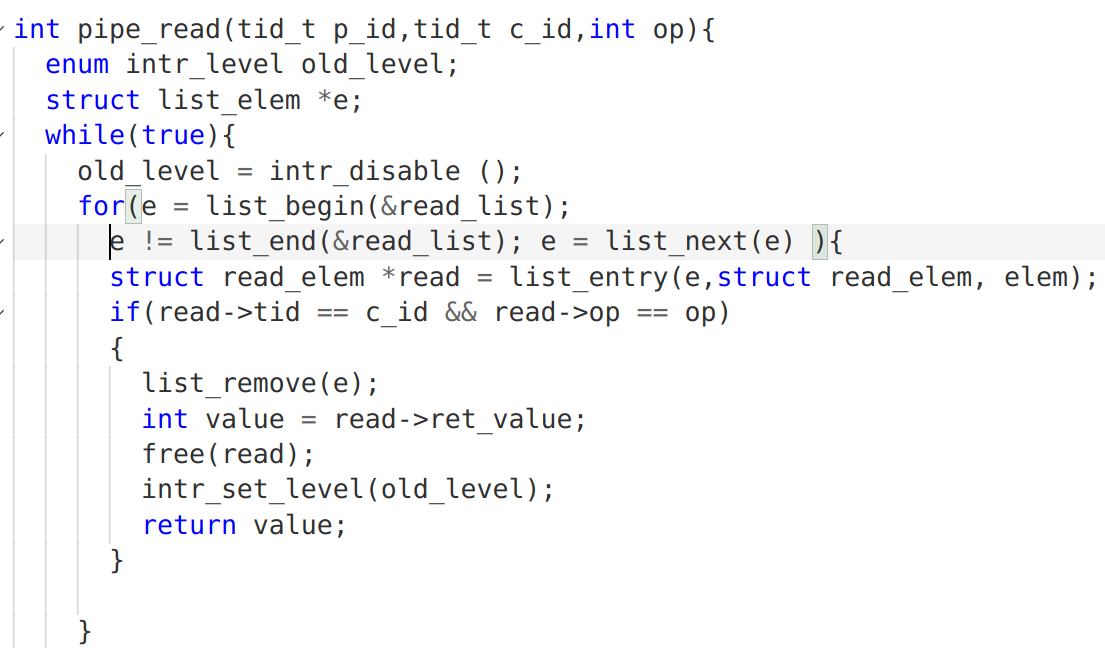 int pipe_read(tid_t p_id,tid_t c_id,int op){
  enum intr_level old_level;
  struct list_elem *e;
  while(true){
    old_level = intr_disable ();
    for(e = list_begin(&read_list);
      e != list_end(&read_list); e = list_next(e) ){
      struct read_elem *read = list_entry(e,struct read_elem, elem);
      if(read->tid == c_id && read->op == op)
      {
        list_remove(e);
        int value = read->ret_value;
        free(read);
        intr_set_level(old_level);
        return value;
      }
    }